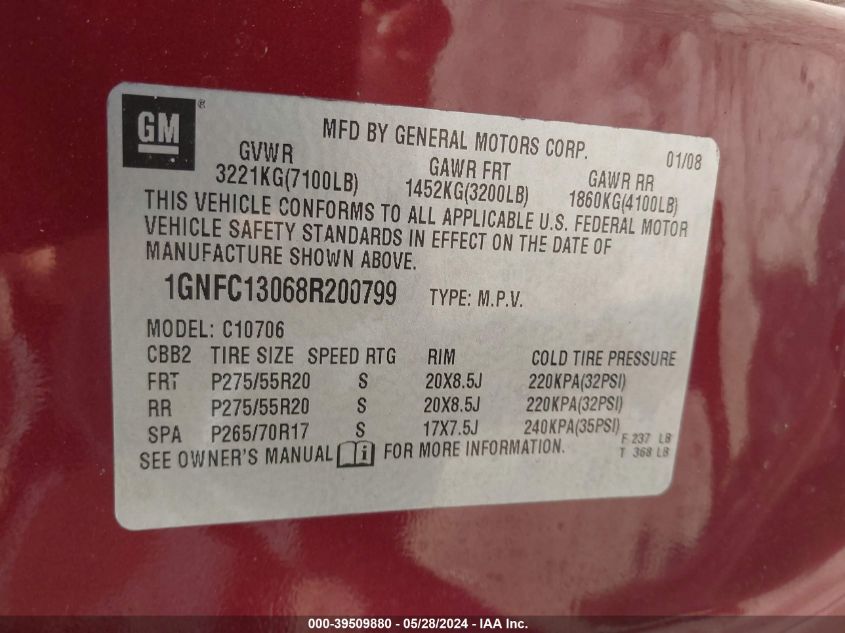 GM ®
MFD BY GENERAL MOTORS CORP. 01/08
GVWR GAWR FRT GAWR RR
3221KG(7100LB) 1452KG(3200LB) 1860KG(4100LB)
THIS VEHICLE CONFORMS TO ALL APPLICABLE U.S. FEDERAL MOTOR
VEHICLE SAFETY STANDARDS IN EFFECT ON THE DATE OF
MANUFACTURE SHOWN ABOVE.
1GNFC13068R200799 TYPE: M.P.V.
MODEL: C10706
CBB2 TIRE SIZE SPEED RTG RIM COLD TIRE PRESSURE
FRT P275/55R20 S 20X8.5J 220KPA(32PSI)
RR P275/55R20 S 20X8.5J 220KPA(32PSI)
SPA P265/70R17 S 17X7.5J 240KPA(35PSI)
F 237 LB
T 368 LB
SEE OWNER'S MANUAL i FOR MORE INFORMATION.
000-39509880 - 05/28/2024 - IAA Inc.